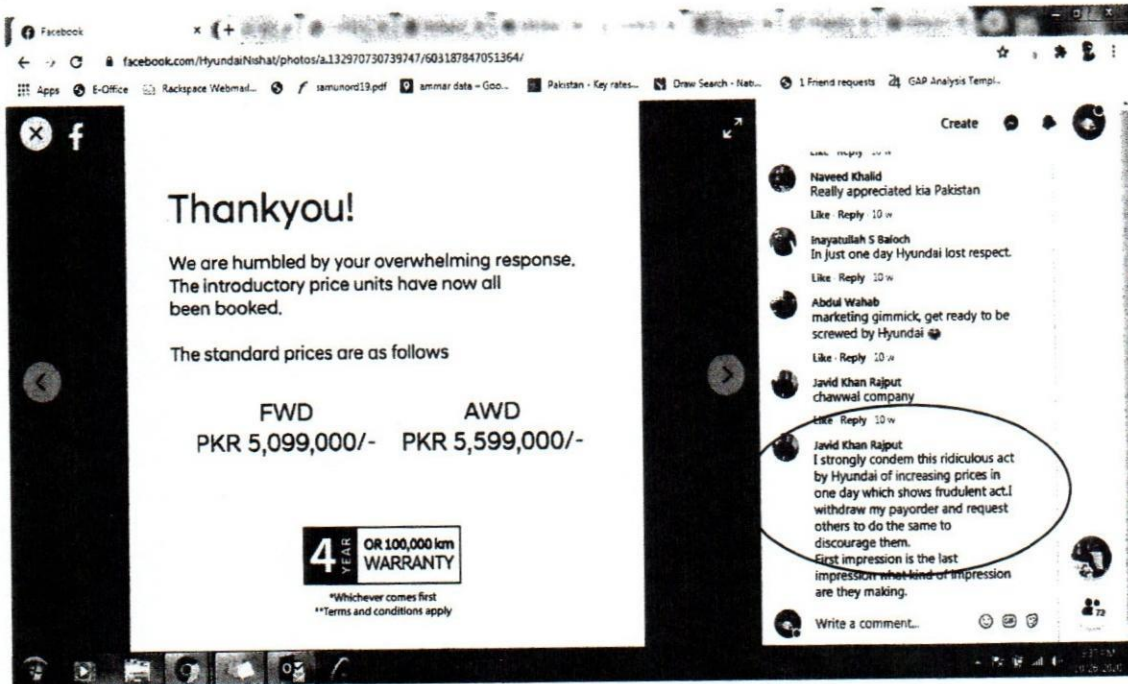 Facebook
facebook.com/HyundaiNishat/photos/a.132970730739747/603187847051364/
Apps
E-Office
Rackspace Webmail...
samunord19.pdf
ammar data – Goo...
Pakistan - Key rates...
Draw Search - Nati...
1 Friend requests
GAP Analysis Templ...
Create
Thankyou!
We are humbled by your overwhelming response.
The introductory price units have now all
been booked.
The standard prices are as follows
FWD AWD
PKR 5,099,000/- PKR 5,599,000/-
4 YEAR
OR 100,000 km
WARRANTY
*Whichever comes first
**Terms and conditions apply
Like Reply
Naveed Khalid
Really appreciated kia Pakistan
Like · Reply · 10 w
Inayatullah S Baloch
In just one day Hyundai lost respect.
Like · Reply · 10 w
Abdul Wahab
marketing gimmick, get ready to be
screwed by Hyundai
Like · Reply · 10 w
Javid Khan Rajput
chawwal company
Like · Reply · 10 w
Javid Khan Rajput
I strongly condem this ridiculous act
by Hyundai of increasing prices in
one day which shows frudulent act.I
withdraw my payorder and request
others to do the same to
discourage them.
First impression is the last
impression what kind of impression
are they making.
Write a comment...
GIF
72